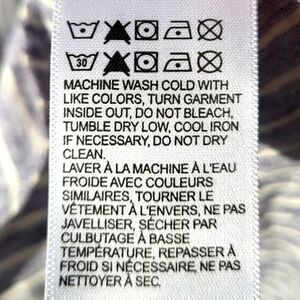 30
MACHINE WASH COLD WITH
LIKE COLORS, TURN GARMENT
INSIDE OUT, DO NOT BLEACH,
TUMBLE DRY LOW, COOL IRON
IF NECESSARY, DO NOT DRY
CLEAN.
LAVER À LA MACHINE À L'EAU
FROIDE AVEC COULEURS
SIMILAIRES, TOURNER LE
VÊTEMENT À L'ENVERS, NE PAS
JAVELLISER, SÉCHER PAR
CULBUTAGE À BASSE
TEMPÉRATURE, REPASSER À
FROID SI NÉCESSAIRE, NE PAS
NETTOYER À SEC.